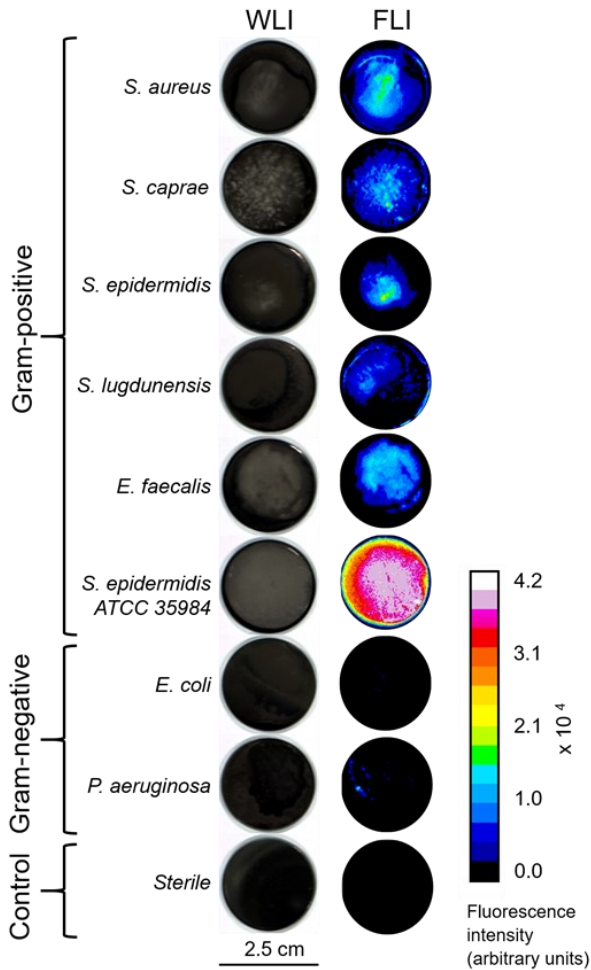 WLI FLI
Gram-positive
S. aureus
S. caprae
S. epidermidis
S. lugdunensis
E. faecalis
S. epidermidis
ATCC 35984
Gram-negative
E. coli
P. aeruginosa
Control
Sterile
2.5 cm
4.2
3.1
2.1
1.0
0.0
x 10 4
Fluorescence
intensity
(arbitrary units)